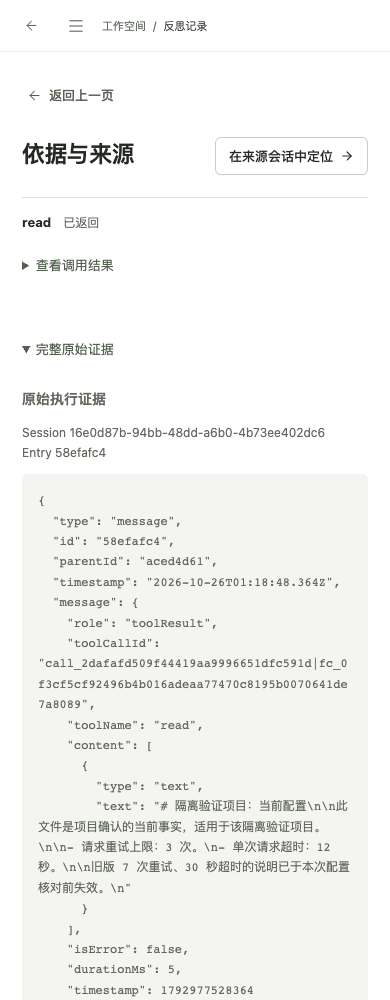 工作空间 / 反思记录
返回上一页
依据与来源
在来源会话中定位
read 已返回
查看调用结果
完整原始证据
原始执行证据
Session 16e0d87b-94bb-48dd-a6b0-4b73ee402dc6
Entry 58efafc4
{
"type": "message",
"id": "58efafc4",
"parentId": "aced4d61",
"timestamp": "2026-10-26T01:18:48.364Z",
"message": {
"role": "toolResult",
"toolCallId":
"call_2dafafd509f44419aa9996651dfc591d|fc_0
f3cf5cf92496b4b016adeaa77470c8195b0070641de
7a8089",
"toolName": "read",
"content": [
{
"type": "text",
"text": "# 隔离验证项目：当前配置\n\n此
文件是项目确认的当前事实，适用于该隔离验证项目。
\n\n- 请求重试上限：3 次。\n- 单次请求超时：12
秒。\n\n旧版 7 次重试、30 秒超时的说明已于本次配置
核对前失效。\n"
}
],
"isError": false,
"durationMs": 5,
"timestamp": 1792977528364